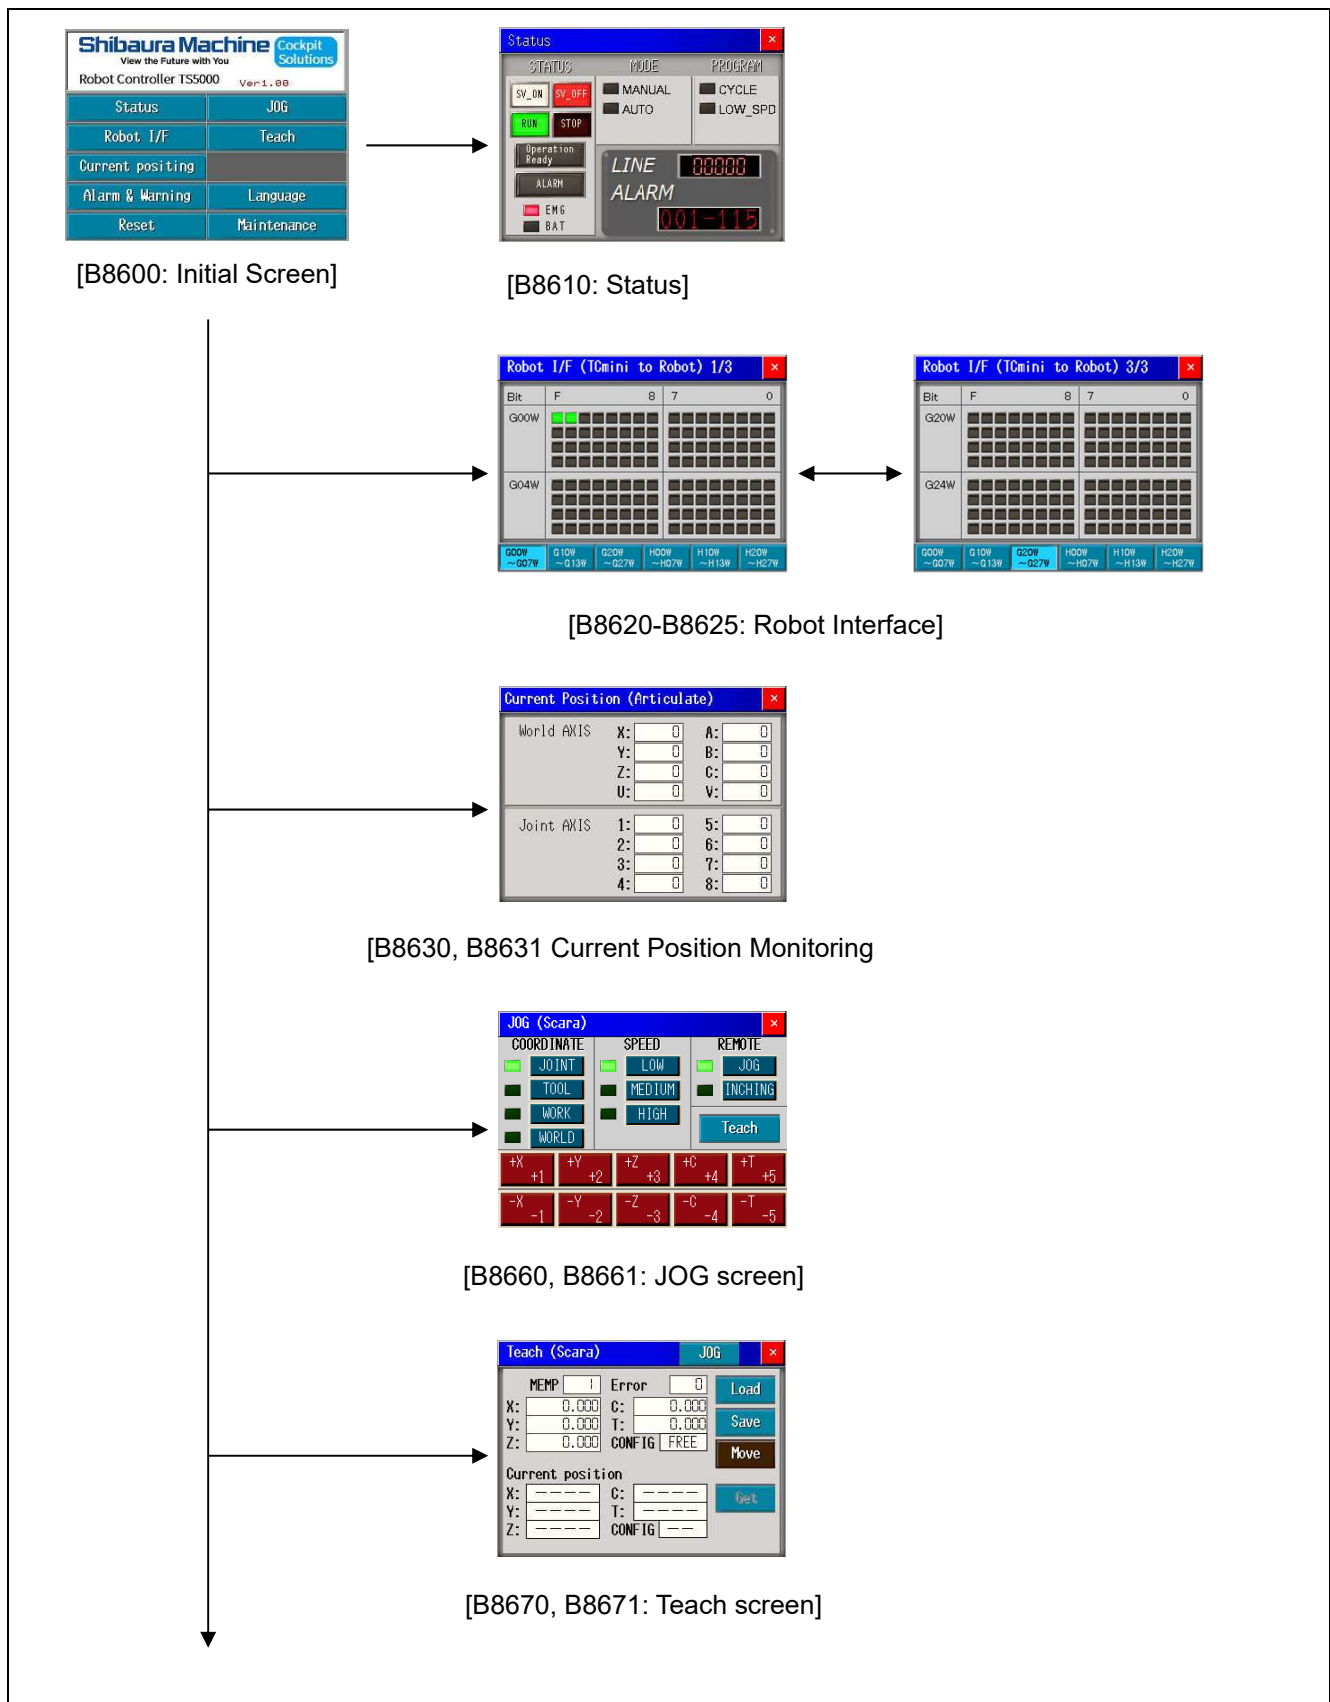 Shibaura Machine Cockpit Solutions
View the Future with You
Robot Controller TS5000 Ver1.00
Status JOG
Robot I/F Teach
Current positing
Alarm & Warning Language
Reset Maintenance
[B8600: Initial Screen]
Status ×
STATUS MODE PROGRAM
SV_ON SV_OFF MANUAL CYCLE
RUN STOP AUTO LOW_SPD
Operation Ready
ALARM
EMG
BAT
LINE 00000
ALARM
001-115
[B8610: Status]
Robot I/F (TCmini to Robot) 1/3 ×
Bit F 8 7 0
G00W
G04W
G00W ~G07W G10W ~G13W G20W ~G27W H00W ~H07W H10W ~H13W H20W ~H27W
Robot I/F (TCmini to Robot) 3/3 ×
Bit F 8 7 0
G20W
G24W
G00W ~G07W G10W ~G13W G20W ~G27W H00W ~H07W H10W ~H13W H20W ~H27W
[B8620-B8625: Robot Interface]
Current Position (Articulate) ×
World AXIS X: 0 A: 0
Y: 0 B: 0
Z: 0 C: 0
U: 0 V: 0
Joint AXIS 1: 0 5: 0
2: 0 6: 0
3: 0 7: 0
4: 0 8: 0
[B8630, B8631 Current Position Monitoring
JOG (Scara) ×
COORDINATE SPEED REMOTE
JOINT LOW JOG
TOOL MEDIUM INCHING
WORK HIGH
WORLD Teach
+X +1 +Y +2 +Z +3 +C +4 +T +5
-X -1 -Y -2 -Z -3 -C -4 -T -5
[B8660, B8661: JOG screen]
Teach (Scara) JOG ×
MEMP 1 Error 0 Load
X: 0.000 C: 0.000
Y: 0.000 T: 0.000 Save
Z: 0.000 CONFIG FREE Move
Current position
X: ---- C: ---- Get
Y: ---- T: ----
Z: ---- CONFIG --
[B8670, B8671: Teach screen]